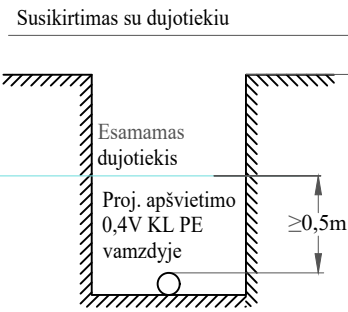 Susikirtimas su dujotiekiu
Esamamas
dujotiekis
Proj. apšvietimo
0,4V KL PE
vamzdyje
≥0,5m